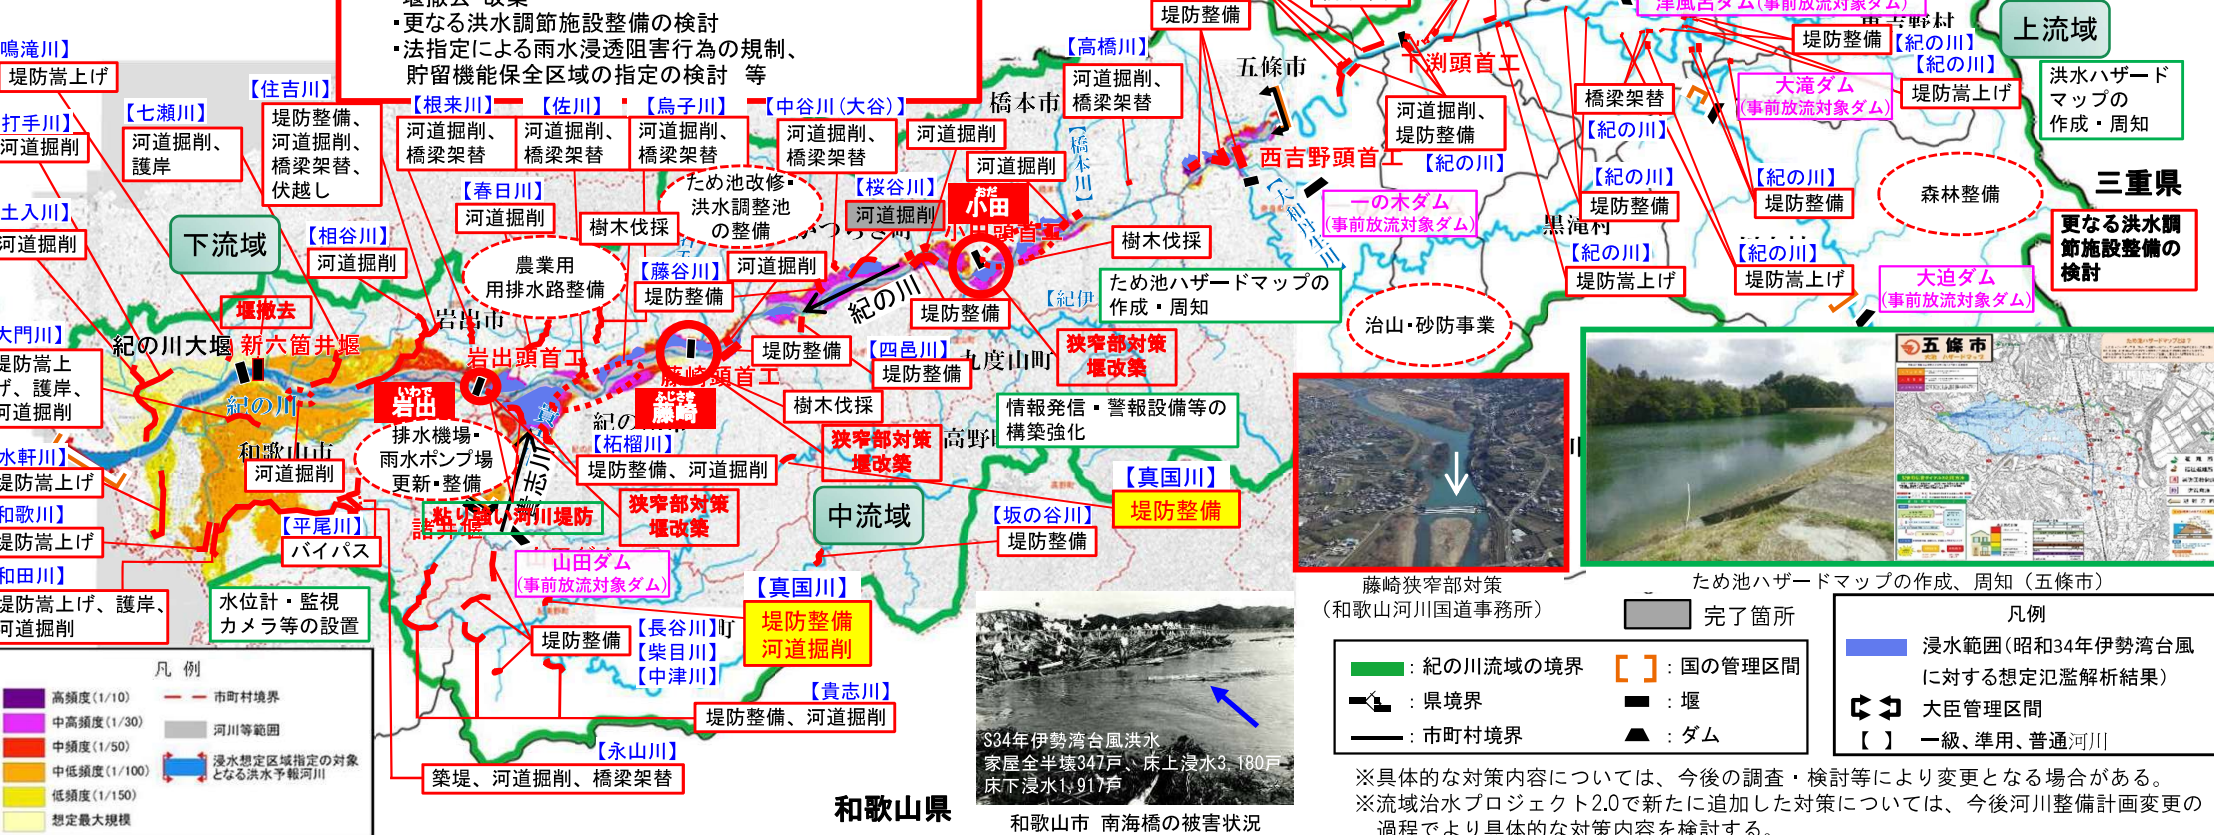 ・更なる洪水調節施設整備の検討
・法指定による雨水浸透阻害行為の規制、
貯留機能保全区域の指定の検討 等
鳴滝川】
堤防嵩上げ
打手川】
河道掘削
土入川】
河道掘削
大門川】
堤防嵩上
げ、護岸、
河道掘削
水軒川】
堤防嵩上げ
和歌川】
堤防嵩上げ
和田川】
堤防嵩上げ、護岸、
河道掘削
【七瀬川】
河道掘削、
護岸
【住吉川】
堤防整備、
河道掘削、
橋梁架替、
伏越し
【根来川】
河道掘削、
橋梁架替
【佐川】
河道掘削、
橋梁架替
【烏子川】
河道掘削、
橋梁架替
【中谷川(大谷)】
河道掘削、
橋梁架替
河道掘削
河道掘削
【高橋川】
河道掘削、
橋梁架替
堤防整備
橋本市
五條市
【橋本川】
下渕頭首工
河道掘削、
堤防整備
【紀の川】
西吉野頭首工
一の木ダム
(事前放流対象ダム)
津風呂ダム(事前放流対象ダム)
東吉野村
堤防整備
【紀の川】
【紀の川】
堤防嵩上げ
大滝ダム
(事前放流対象ダム)
橋梁架替
【紀の川】
【紀の川】
堤防整備
【紀の川】
堤防整備
黒滝村
【紀の川】
堤防嵩上げ
【紀の川】
堤防嵩上げ
大迫ダム
(事前放流対象ダム)
上流域
洪水ハザード
マップの
作成・周知
森林整備
三重県
更なる洪水調
節施設整備の
検討
治山・砂防事業
下流域
【相谷川】
河道掘削
【春日川】
河道掘削
樹木伐採
ため池改修・
洪水調整池
の整備
【桜谷川】
河道掘削
おだ
小田
小田頭首工
樹木伐採
農業用
用排水路整備
【藤谷川】
堤防整備
河道掘削
紀の川
堤防整備
ため池ハザードマップの
作成・周知
狭窄部対策
堰改築
堰撤去
紀の川大堰
新六箇井堰
岩出市
岩出頭首工
いわで
岩出
紀の川
和歌山市
河道掘削
排水機場・
雨水ポンプ場
更新・整備
ふじさき
藤崎
藤崎頭首工
堤防整備
【四邑川】
堤防整備
九度山町
樹木伐採
狭窄部対策
堰改築
情報発信・警報設備等の
構築強化
【柘榴川】
堤防整備、河道掘削
狭窄部対策
堰改築
粘り強い河川堤防
諸井堰
【平尾川】
バイパス
山田ダム
(事前放流対象ダム)
中流域
【坂の谷川】
堤防整備
【真国川】
堤防整備
【真国川】
堤防整備
河道掘削
水位計・監視
カメラ等の設置
堤防整備
【長谷川】
【柴目川】
【中津川】
【貴志川】
堤防整備、河道掘削
【永山川】
築堤、河道掘削、橋梁架替
和歌山県
凡 例
高頻度(1/10)
中高頻度(1/30)
中頻度(1/50)
中低頻度(1/100)
低頻度(1/150)
想定最大規模
市町村境界
河川等範囲
浸水想定区域指定の対象
となる洪水予報河川
S34年伊勢湾台風洪水
家屋全半壊347戸、床上浸水3,180戸
床下浸水1,917戸
和歌山市 南海橋の被害状況
藤崎狭窄部対策
(和歌山河川国道事務所)
五條市
ため池ハザードマップの作成、周知(五條市)
完了箇所
：紀の川流域の境界
：県境界
：市町村境界
：国の管理区間
：堰
：ダム
凡例
浸水範囲(昭和34年伊勢湾台風
に対する想定氾濫解析結果)
大臣管理区間
【 】 一級、準用、普通河川
※具体的な対策内容については、今後の調査・検討等により変更となる場合がある。
※流域治水プロジェクト2.0で新たに追加した対策については、今後河川整備計画変更の
過程でより具体的な対策内容を検討する。